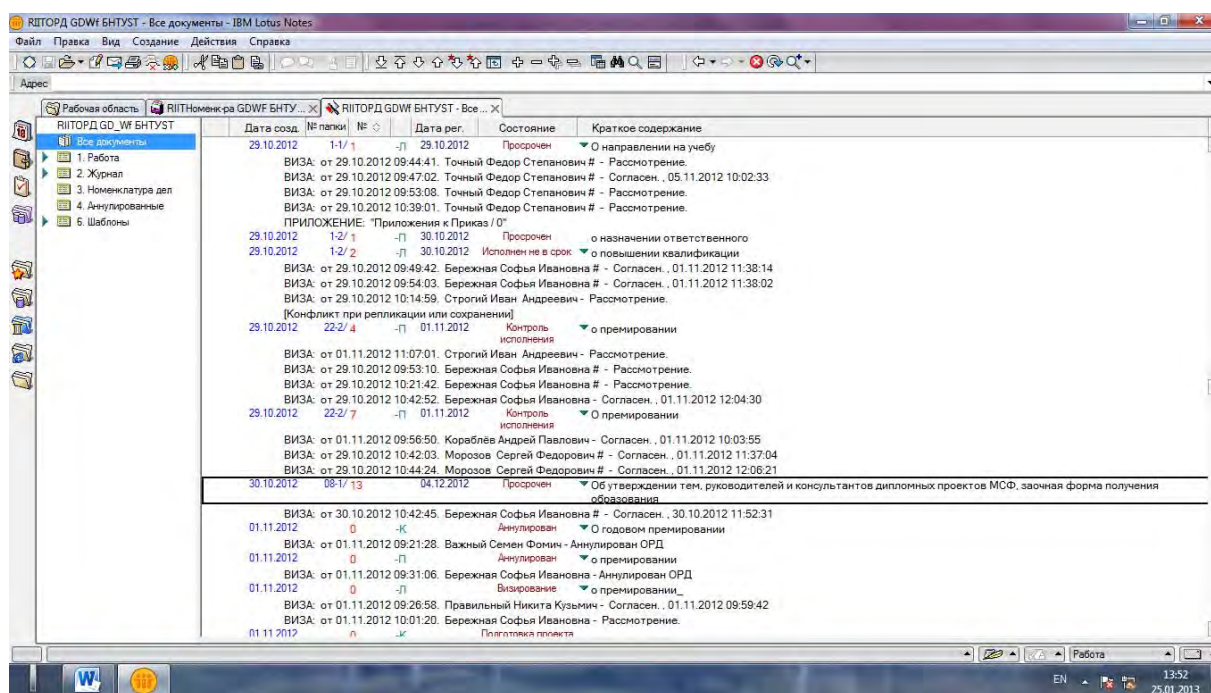 RIITОРД GDWf БНТУST - Все документы - IBM Lotus Notes
Файл Правка Вид Создание Действия Справка
Адрес
Рабочая область RIITНоменк-ра GDWF БНТУ... RIITОРД GDWf БНТУST - Все ...
RIITОРД GD_Wf БНТУST
Все документы
1. Работа
2. Журнал
3. Номенклатура дел
4. Аннулированные
6. Шаблоны
Дата созд. № папки № Дата рег. Состояние Краткое содержание
29.10.2012 1-1/ 1 -Л 29.10.2012 Просрочен О направлении на учебу
ВИЗА: от 29.10.2012 09:44:41. Точный Федор Степанович # - Рассмотрение.
ВИЗА: от 29.10.2012 09:47:02. Точный Федор Степанович # - Согласен. , 05.11.2012 10:02:33
ВИЗА: от 29.10.2012 09:53:08. Точный Федор Степанович # - Рассмотрение.
ВИЗА: от 29.10.2012 10:39:01. Точный Федор Степанович # - Рассмотрение.
ПРИЛОЖЕНИЕ: "Приложения к Приказ / 0"
29.10.2012 1-2/ 1 -П 30.10.2012 Просрочен о назначении ответственного
29.10.2012 1-2/ 2 -Л 30.10.2012 Исполнен не в срок о повышении квалификации
ВИЗА: от 29.10.2012 09:49:42. Бережная Софья Ивановна # - Согласен. , 01.11.2012 11:38:14
ВИЗА: от 29.10.2012 09:54:03. Бережная Софья Ивановна # - Согласен. , 01.11.2012 11:38:02
ВИЗА: от 29.10.2012 10:14:59. Строгий Иван Андреевич - Рассмотрение.
[Конфликт при репликации или сохранении]
29.10.2012 22-2/ 4 -П 01.11.2012 Контроль исполнения о премировании
ВИЗА: от 01.11.2012 11:07:01. Строгий Иван Андреевич - Рассмотрение.
ВИЗА: от 29.10.2012 09:53:10. Бережная Софья Ивановна # - Рассмотрение.
ВИЗА: от 29.10.2012 10:21:42. Бережная Софья Ивановна # - Рассмотрение.
ВИЗА: от 29.10.2012 10:42:52. Бережная Софья Ивановна - Согласен. , 01.11.2012 12:04:30
29.10.2012 22-2/ 7 -П 01.11.2012 Контроль исполнения О премировании
ВИЗА: от 01.11.2012 09:56:50. Кораблёв Андрей Павлович - Согласен. , 01.11.2012 10:03:55
ВИЗА: от 29.10.2012 10:42:03. Морозов Сергей Федорович # - Согласен. , 01.11.2012 11:37:04
ВИЗА: от 29.10.2012 10:44:24. Морозов Сергей Федорович # - Согласен. , 01.11.2012 12:06:21
30.10.2012 08-1/ 13 04.12.2012 Просрочен Об утверждении тем, руководителей и консультантов дипломных проектов МСФ, заочная форма получения
образования
ВИЗА: от 30.10.2012 10:42:45. Бережная Софья Ивановна # - Согласен. , 30.10.2012 11:52:31
01.11.2012 0 -К Аннулирован О годовом премировании
ВИЗА: от 01.11.2012 09:21:28. Важный Семен Фомич - Аннулирован ОРД
01.11.2012 0 -П Аннулирован о премировании
ВИЗА: от 01.11.2012 09:31:06. Бережная Софья Ивановна - Аннулирован ОРД
01.11.2012 0 -Л Визирование о премировании_
ВИЗА: от 01.11.2012 09:26:58. Правильный Никита Кузьмич - Согласен. , 01.11.2012 09:59:42
ВИЗА: от 01.11.2012 10:01:20. Бережная Софья Ивановна - Рассмотрение.
01.11.2012 0 -К Подготовка проекта
Работа
EN 13:52
25.01.2013